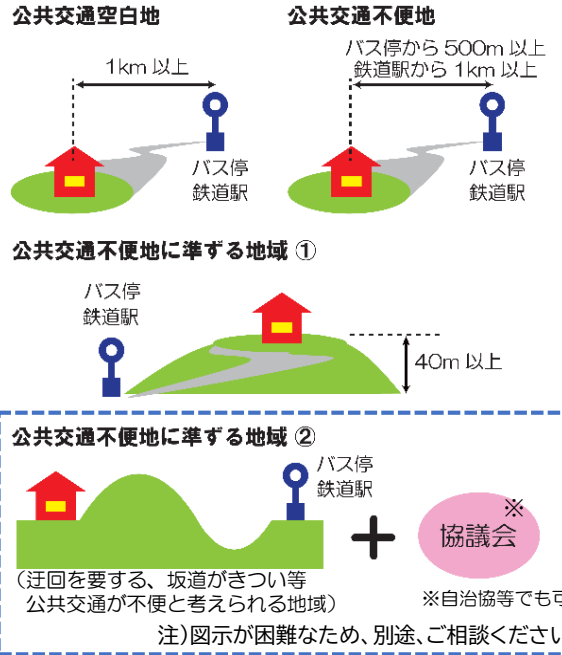 公共交通空白地
1km 以上
バス停
鉄道駅
公共交通不便地
バス停から 500m 以上
鉄道駅から 1km 以上
バス停
鉄道駅
公共交通不便地に準ずる地域 ①
バス停
鉄道駅
40m 以上
公共交通不便地に準ずる地域 ②
バス停
鉄道駅
＋
※
協議会
（迂回を要する、坂道がきつい等
公共交通が不便と考えられる地域）
※自治協等でも可
注）図示が困難なため、別途、ご相談ください